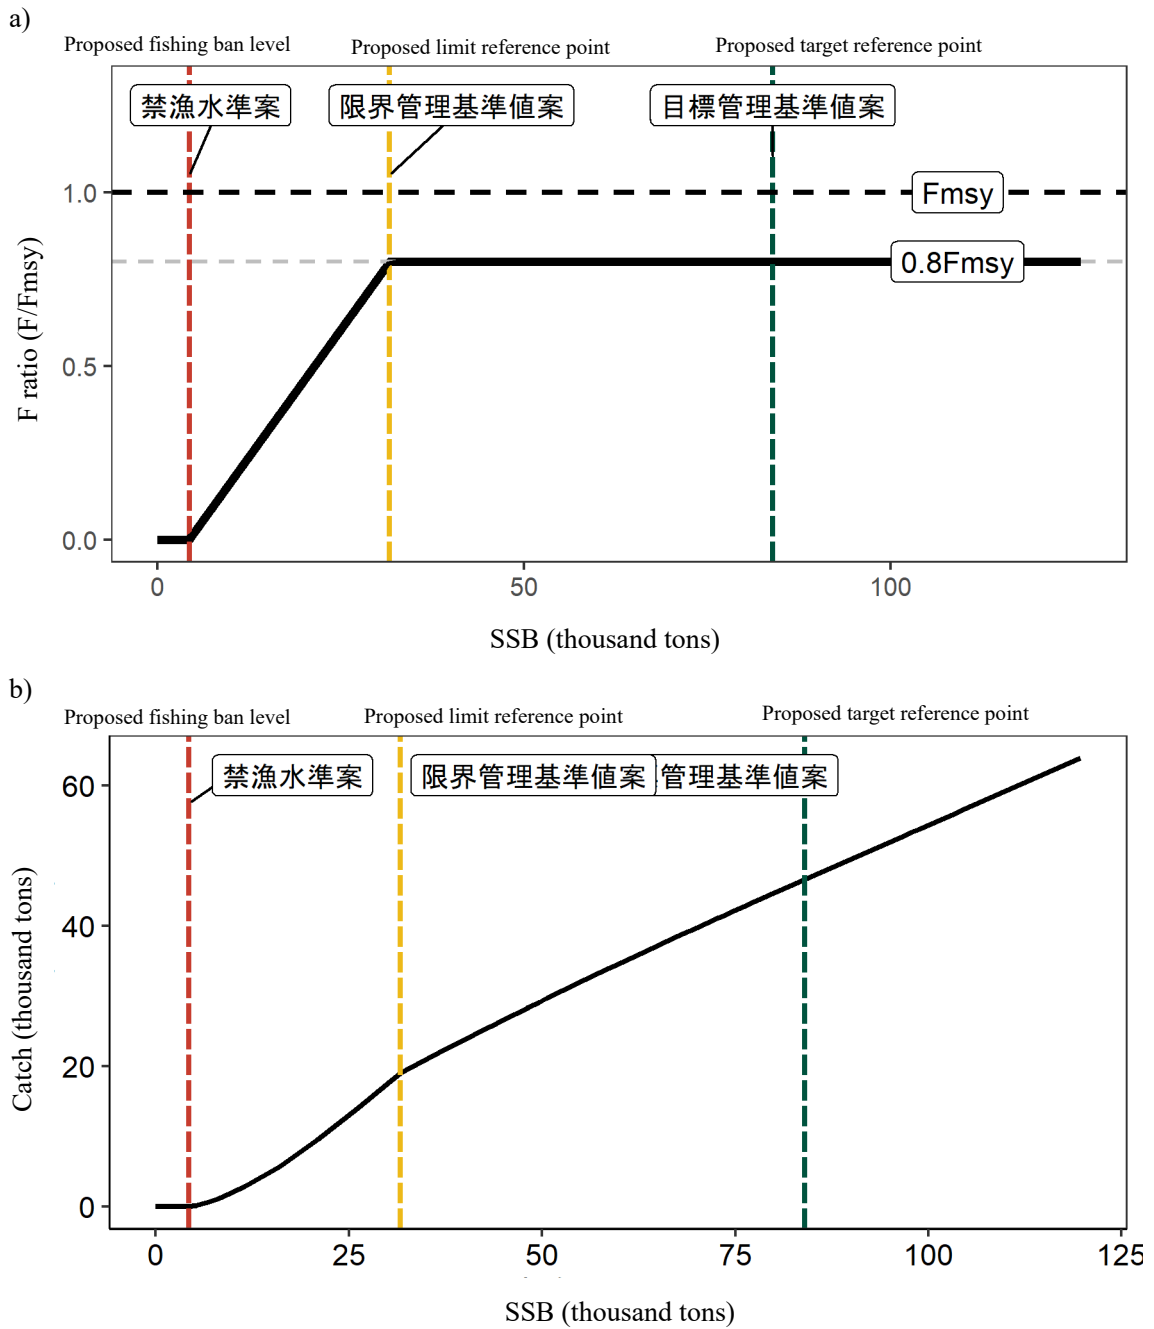 a)
Proposed fishing ban level
Proposed limit reference point
Proposed target reference point
禁漁水準案
限界管理基準値案
目標管理基準値案
1.0
Fmsy
0.8Fmsy
0.5
0.0
F ratio (F/Fmsy)
0
50
100
SSB (thousand tons)
b)
Proposed fishing ban level
Proposed limit reference point
Proposed target reference point
禁漁水準案
限界管理基準値案
管理基準値案
60
40
20
0
Catch (thousand tons)
0
25
50
75
100
125
SSB (thousand tons)